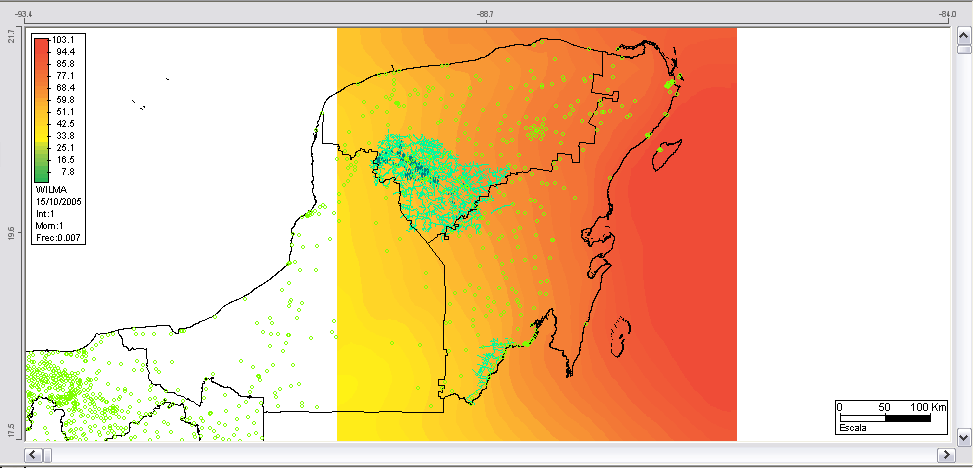 -93.4 -88.7 -84.0
21.7
103.1
94.4
85.8
77.1
68.4
59.8
51.1
42.5
33.8
25.1
16.5
7.8
WILMA
15/10/2005
Int:1
Mom:1
Frec:0.007
19.6
17.5
0 50 100 Km
Escala